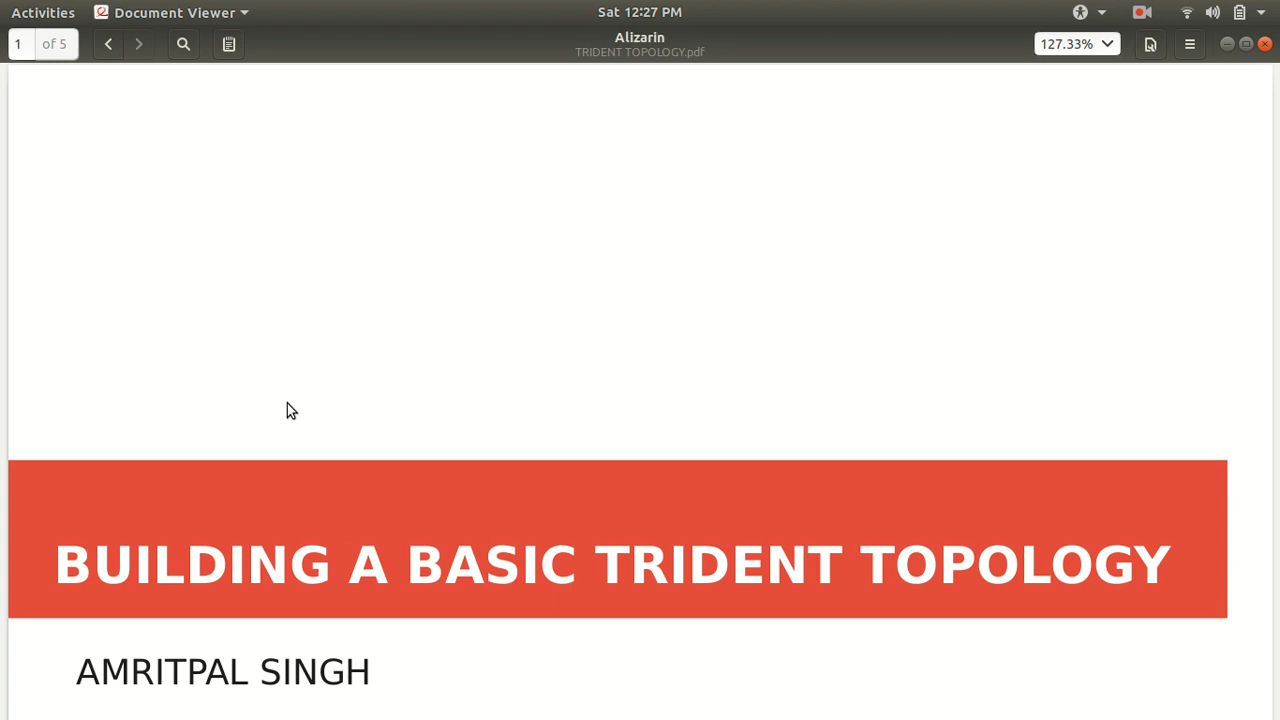 Activities Document Viewer Sat 12:27 PM
1 of 5 Alizarin 127.33%
TRIDENT TOPOLOGY.pdf
BUILDING A BASIC TRIDENT TOPOLOGY
AMRITPAL SINGH